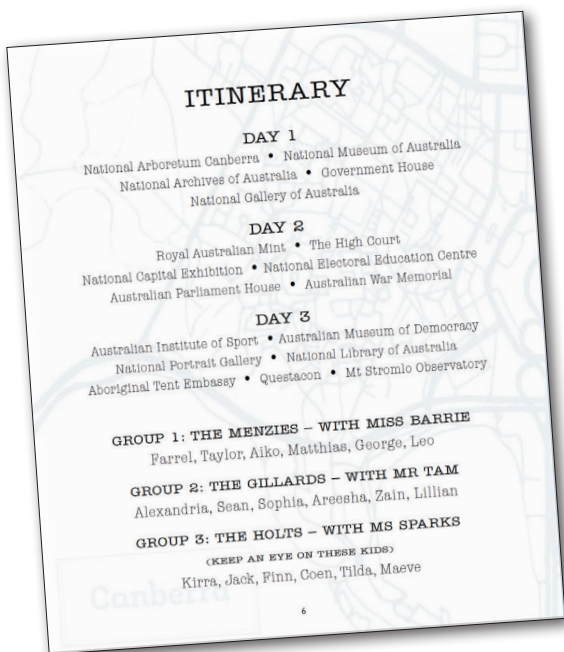 ITINERARY
DAY 1
National Arboretum Canberra • National Museum of Australia
National Archives of Australia • Government House
National Gallery of Australia
DAY 2
Royal Australian Mint • The High Court
National Capital Exhibition • National Electoral Education Centre
Australian Parliament House • Australian War Memorial
DAY 3
Australian Institute of Sport • Australian Museum of Democracy
National Portrait Gallery • National Library of Australia
Aboriginal Tent Embassy • Questacon • Mt Stromlo Observatory
GROUP 1: THE MENZIES – WITH MISS BARRIE
Farrel, Taylor, Aiko, Matthias, George, Leo
GROUP 2: THE GILLARDS – WITH MR TAM
Alexandria, Sean, Sophia, Areesha, Zain, Lillian
GROUP 3: THE HOLTS – WITH MS SPARKS
(KEEP AN EYE ON THESE KIDS)
Kirra, Jack, Finn, Coen, Tilda, Maeve
Canberra
6